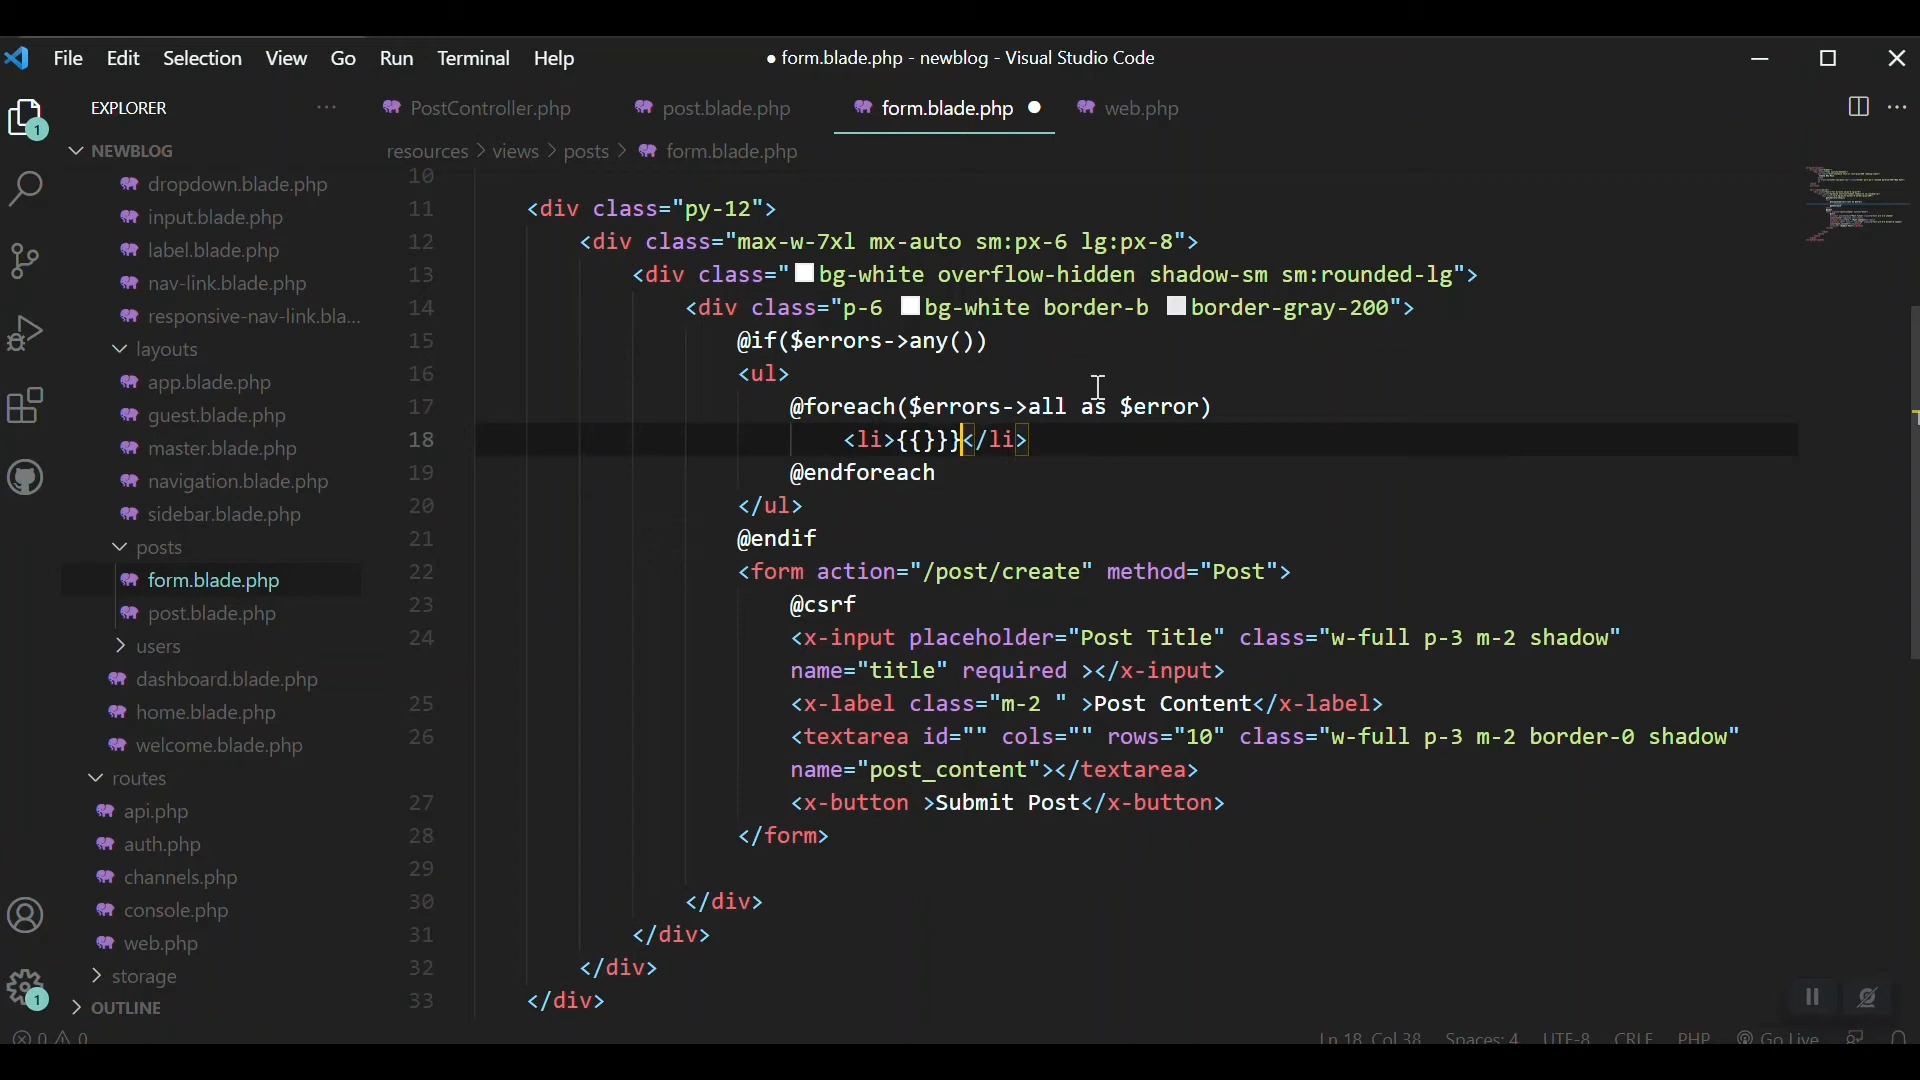 File Edit Selection View Go Run Terminal Help
● form.blade.php - newblog - Visual Studio Code
EXPLORER
PostController.php
post.blade.php
form.blade.php
web.php
1
NEWBLOG
dropdown.blade.php
input.blade.php
label.blade.php
nav-link.blade.php
responsive-nav-link.bla...
layouts
app.blade.php
guest.blade.php
master.blade.php
navigation.blade.php
sidebar.blade.php
posts
form.blade.php
post.blade.php
users
dashboard.blade.php
home.blade.php
welcome.blade.php
routes
api.php
auth.php
channels.php
console.php
web.php
storage
OUTLINE
1
resources > views > posts > form.blade.php
10
11 <div class="py-12">
12 <div class="max-w-7xl mx-auto sm:px-6 lg:px-8">
13 <div class="bg-white overflow-hidden shadow-sm sm:rounded-lg">
14 <div class="p-6 bg-white border-b border-gray-200">
15 @if($errors->any())
16 <ul>
17 @foreach($errors->all as $error)
18 <li>{{}}}</li>
19 @endforeach
20 </ul>
21 @endif
22 <form action="/post/create" method="Post">
23 @csrf
24 <x-input placeholder="Post Title" class="w-full p-3 m-2 shadow"
name="title" required ></x-input>
25 <x-label class="m-2 " >Post Content</x-label>
26 <textarea id="" cols="" rows="10" class="w-full p-3 m-2 border-0 shadow"
name="post_content"></textarea>
27 <x-button >Submit Post</x-button>
28 </form>
29
30 </div>
31 </div>
32 </div>
33 </div>
0 0
Ln 18, Col 38 Spaces: 4 UTF-8 CRLF PHP Go Live